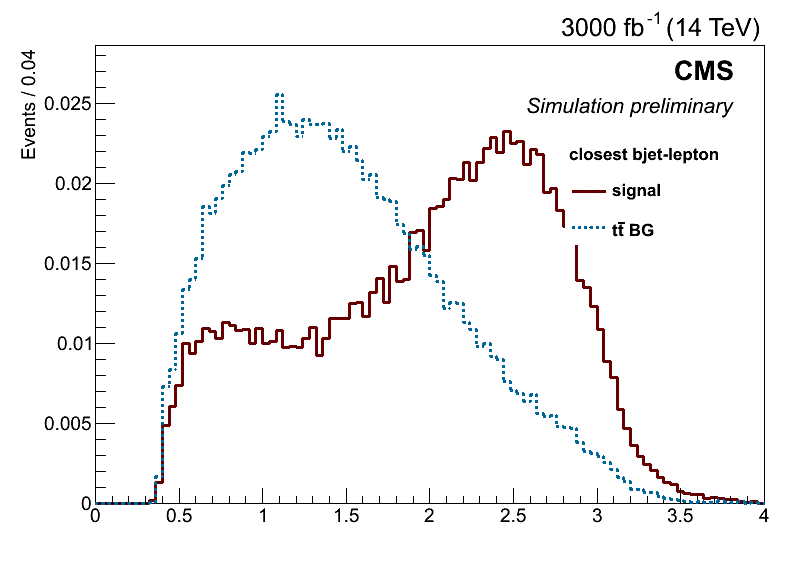 3000 fb⁻¹ (14 TeV)
Events / 0.04
CMS
Simulation preliminary
closest bjet-lepton
signal
tt̄ BG
0.025
0.02
0.015
0.01
0.005
0
0 0.5 1 1.5 2 2.5 3 3.5 4